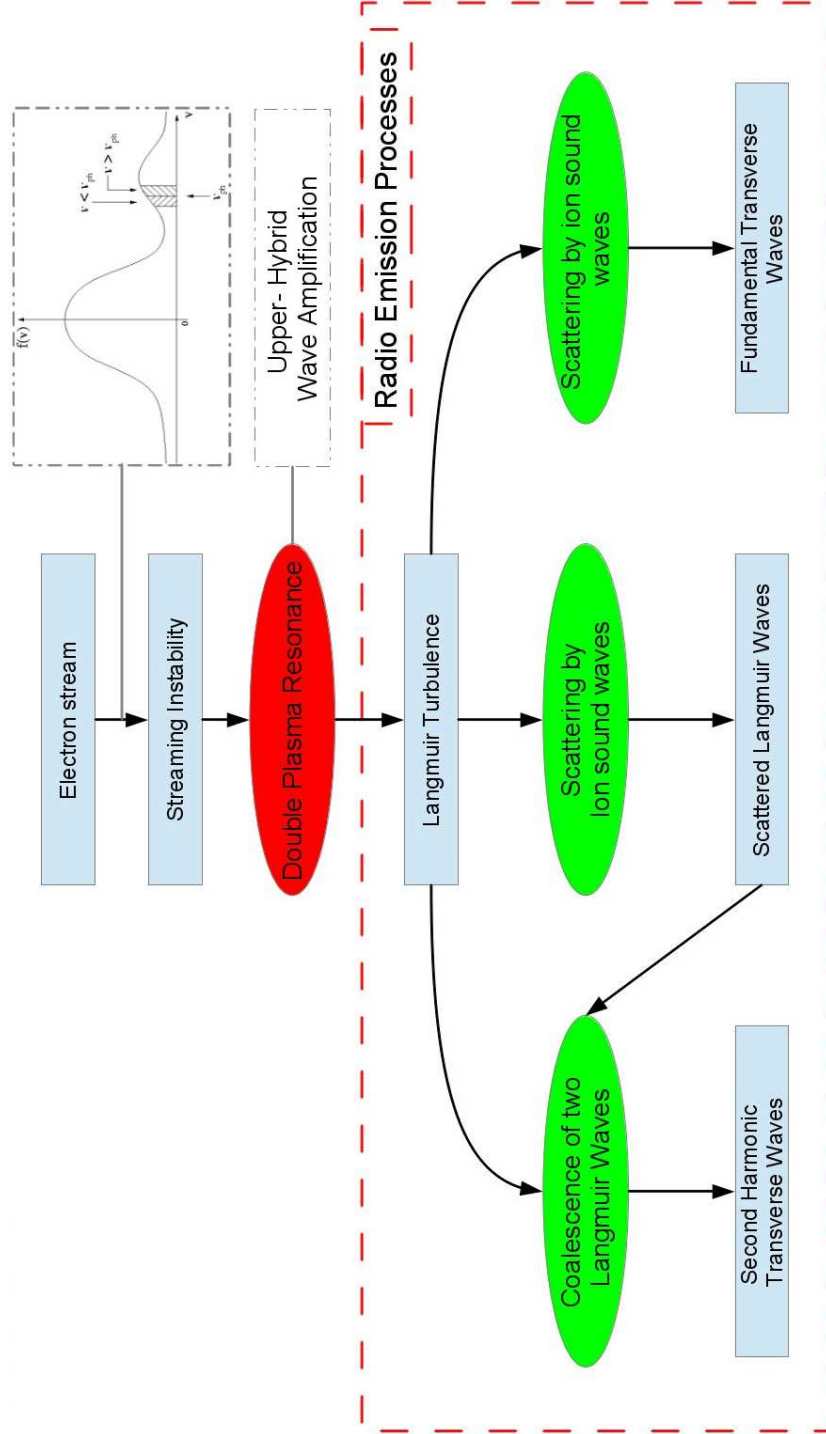 Electron stream
f(v)
v < v_ph
v > v_ph
v
o
v_ph
Streaming Instability
Double Plasma Resonance
Upper- Hybrid
Wave Amplification
Radio Emission Processes
Langmuir Turbulence
Coalescence of two
Langmuir Waves
Scattering by
Ion sound waves
Scattering by ion sound
waves
Second Harmonic
Transverse Waves
Scattered Langmuir Waves
Fundamental Transverse
Waves